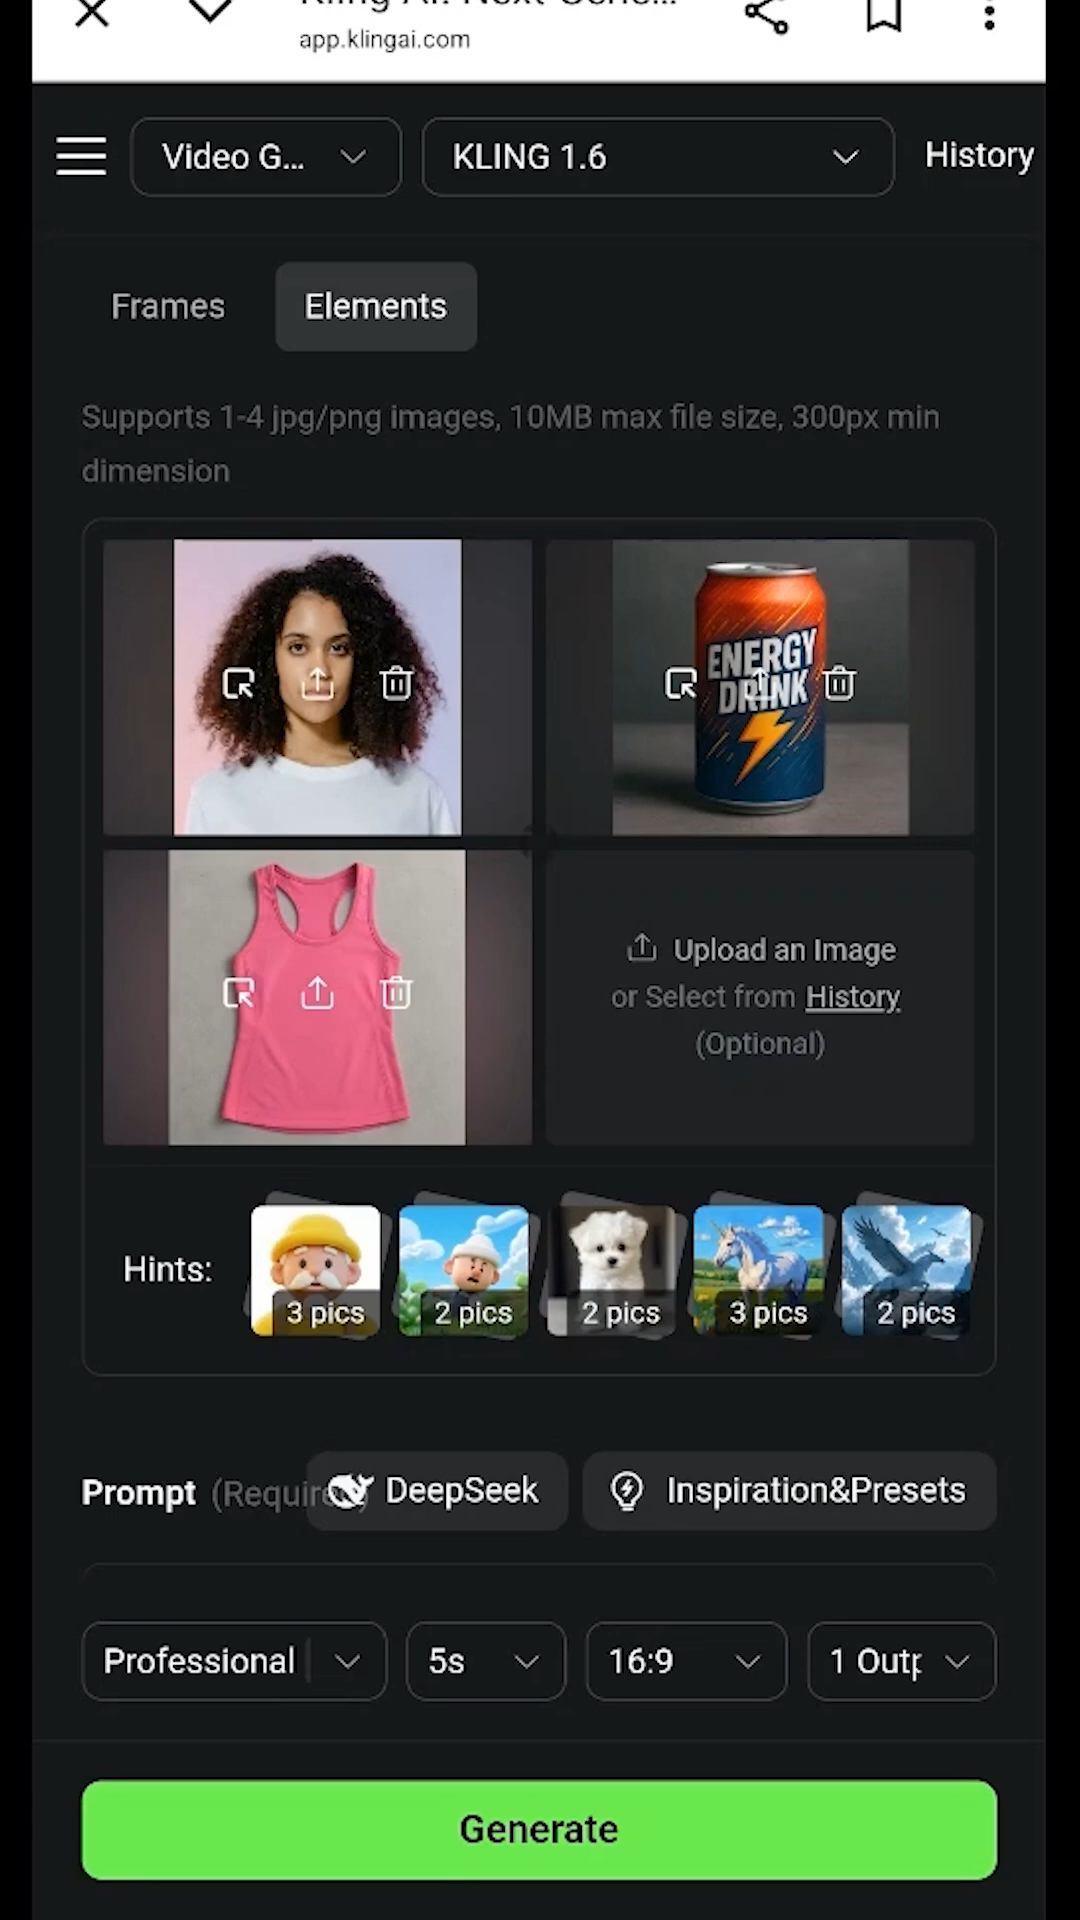 app.klingai.com
Video G...
KLING 1.6
History
Frames
Elements
Supports 1-4 jpg/png images, 10MB max file size, 300px min
dimension
ENERGY
DRINK
Upload an Image
or Select from History
(Optional)
Hints:
3 pics
2 pics
2 pics
3 pics
2 pics
Prompt
DeepSeek
Inspiration&Presets
Professional
5s
16:9
1 Outp
Generate